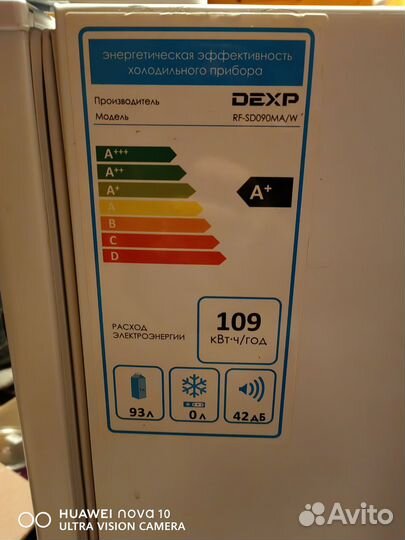 энергетическая эффективность
холодильного прибора
Производитель DEXP
Модель RF-SD090MA/W
A+++
A++
A+
A
B
C
D
A+
РАСХОД
ЭЛЕКТРОЭНЕРГИИ
109
кВт·ч/год
93л
0л
42дБ
HUAWEI nova 10
ULTRA VISION CAMERA
Avito